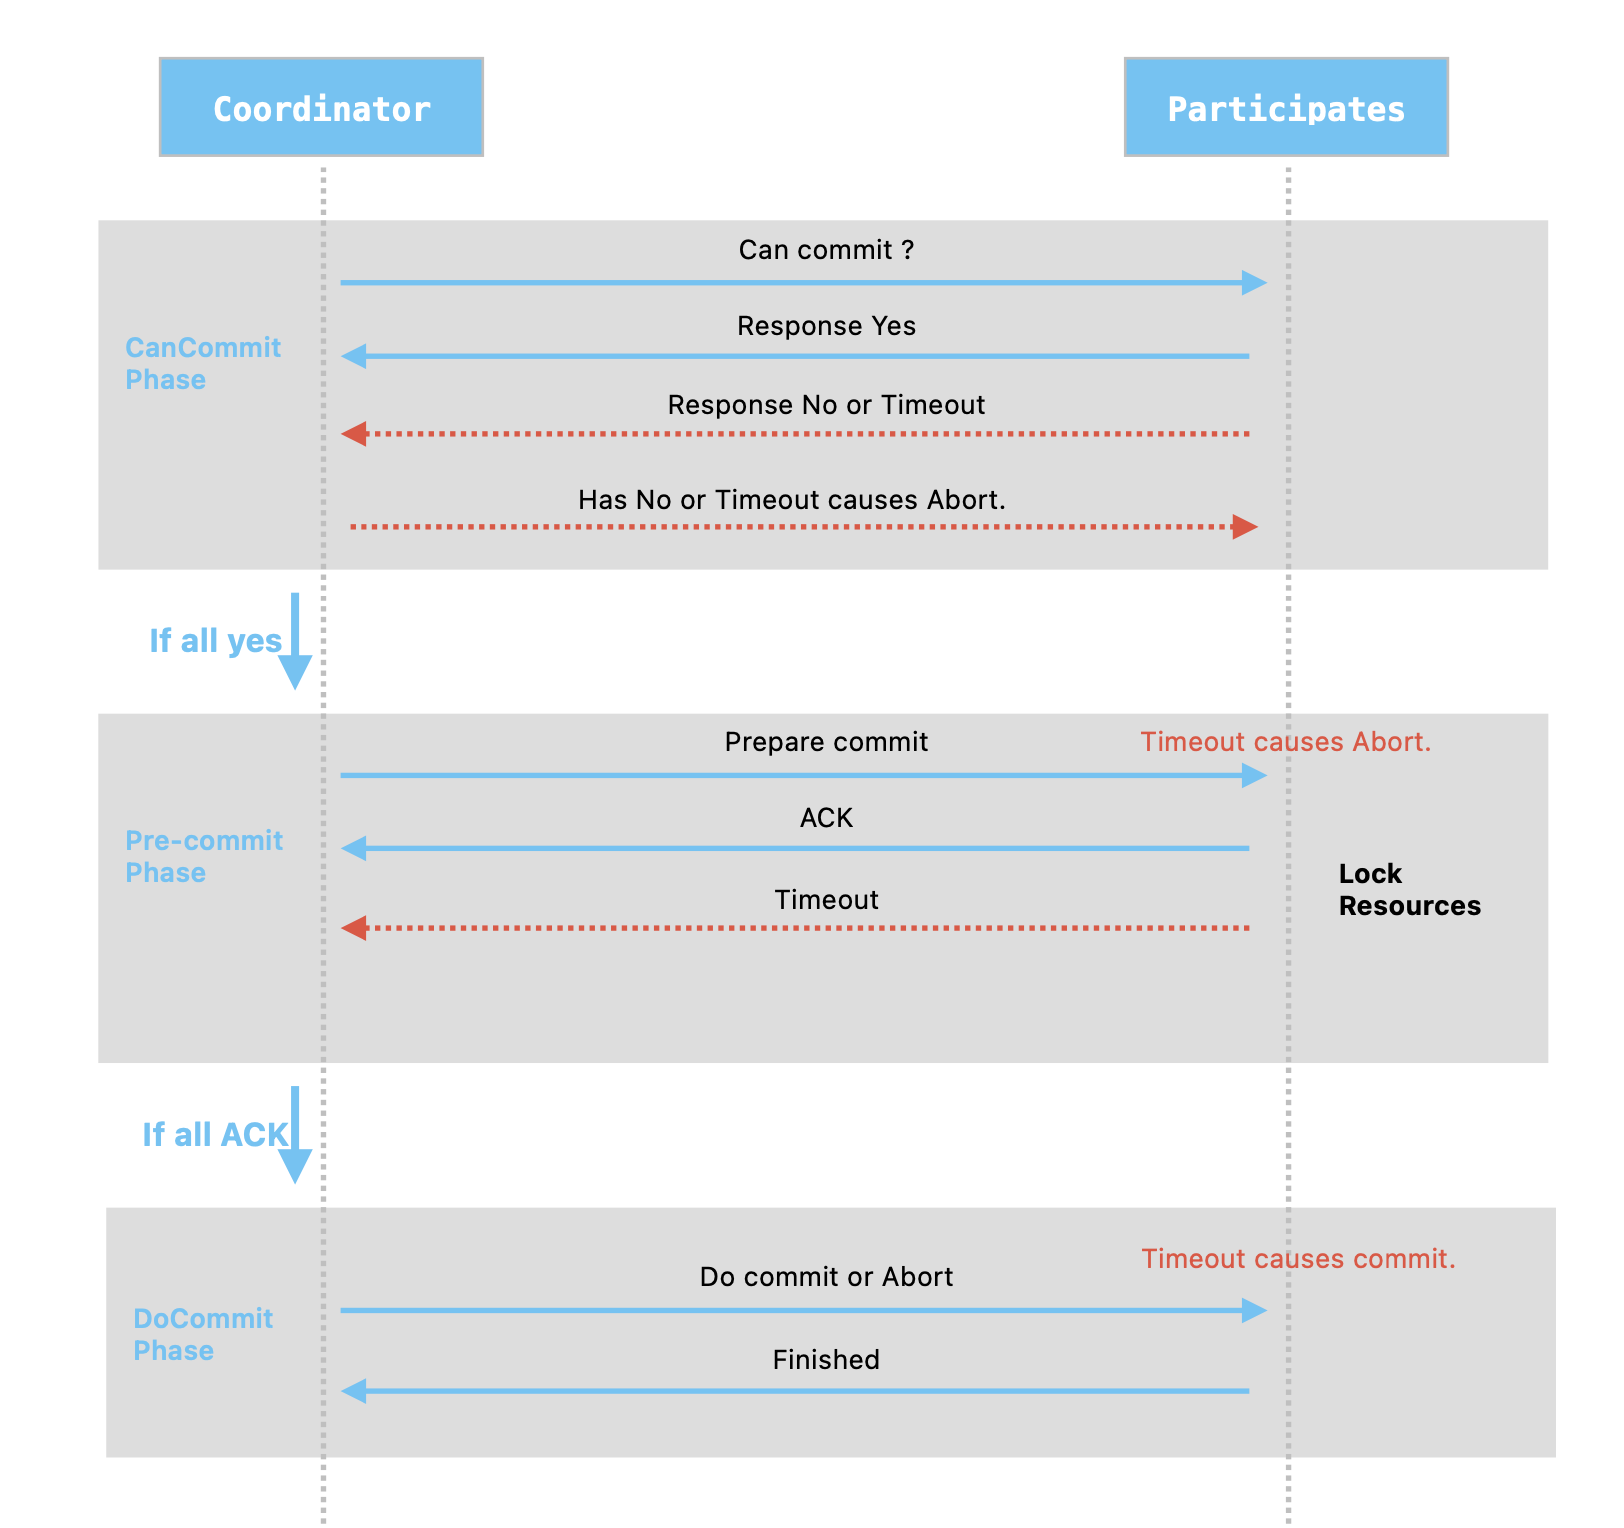 Coordinator
Participates
Can commit ?
Response Yes
CanCommit
Phase
Response No or Timeout
Has No or Timeout causes Abort.
If all yes
Prepare commit
Timeout causes Abort.
ACK
Pre-commit
Phase
Lock
Resources
Timeout
If all ACK
Timeout causes commit.
Do commit or Abort
DoCommit
Phase
Finished